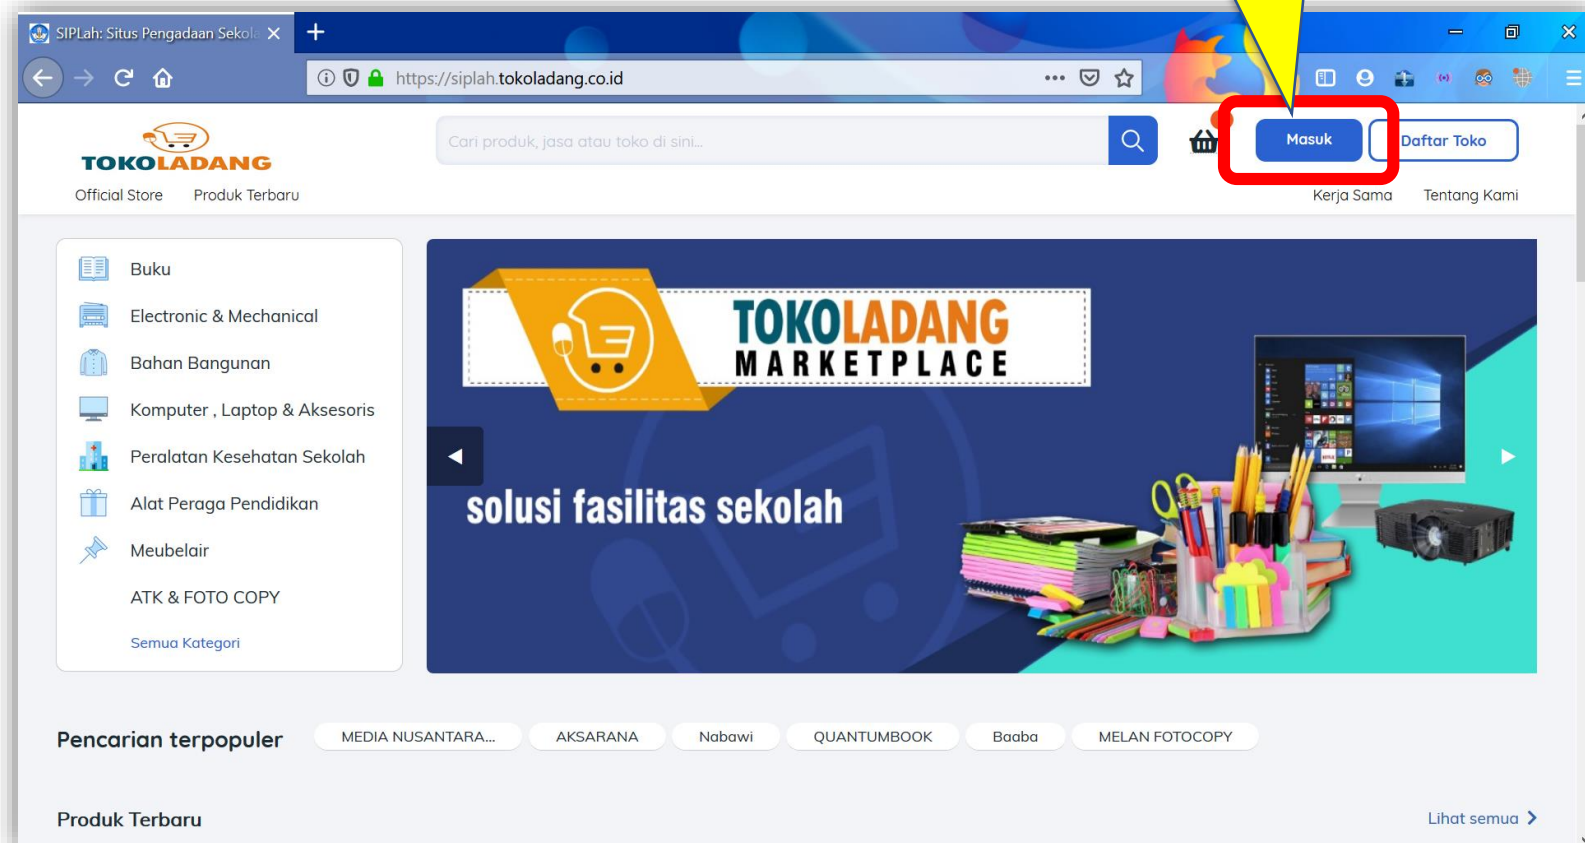 SIPLah: Situs Pengadaan Sekola
https://siplah.tokoladang.co.id
TOKOLADANG
Cari produk, jasa atau toko di sini...
Masuk
Daftar Toko
Official Store
Produk Terbaru
Kerja Sama
Tentang Kami
Buku
Electronic & Mechanical
Bahan Bangunan
Komputer , Laptop & Aksesoris
Peralatan Kesehatan Sekolah
Alat Peraga Pendidikan
Meubelair
ATK & FOTO COPY
Semua Kategori
TOKOLADANG
MARKETPLACE
solusi fasilitas sekolah
Pencarian terpopuler
MEDIA NUSANTARA...
AKSARANA
Nabawi
QUANTUMBOOK
Baaba
MELAN FOTOCOPY
Produk Terbaru
Lihat semua